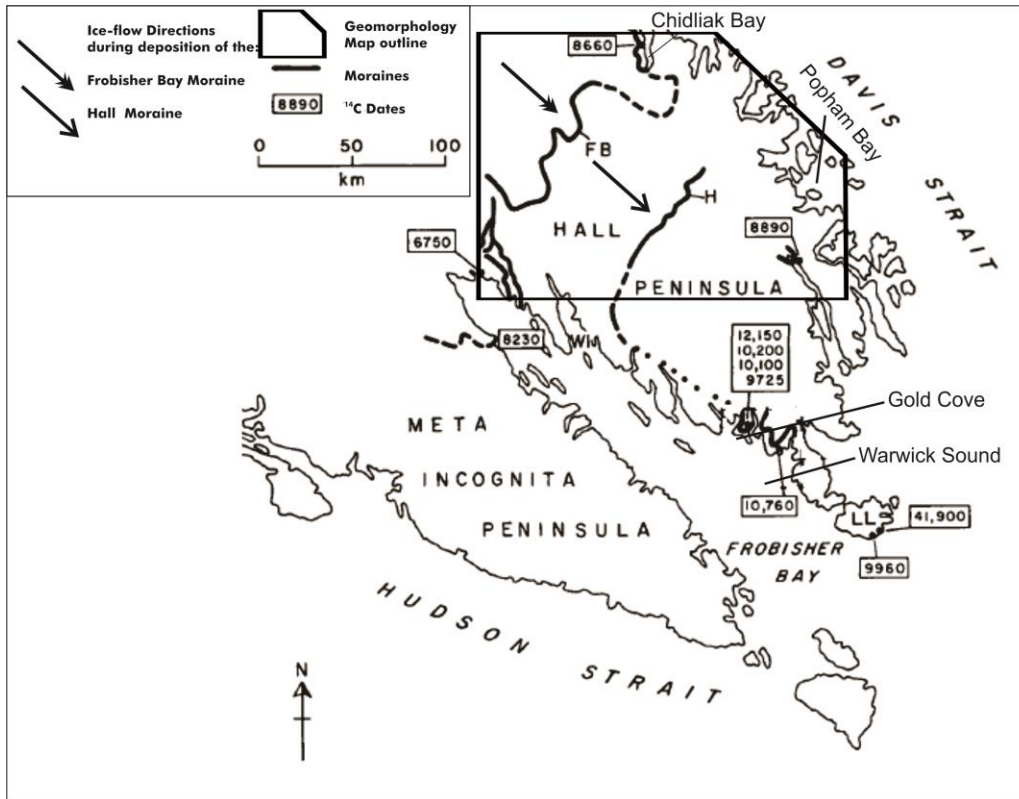 Ice-flow Directions
during deposition of the:
Frobisher Bay Moraine
Hall Moraine
Geomorphology
Map outline
Moraines
8890
14C Dates
0 50 100
km
Chidliak Bay
8660
DAVIS
STRAIT
Popham Bay
FB
H
HALL
PENINSULA
8890
6750
8230
WI
12,150
10,200
10,100
9725
Gold Cove
Warwick Sound
META
INCOGNITA
PENINSULA
10,760
LL
41,900
9960
FROBISHER
BAY
HUDSON STRAIT
N